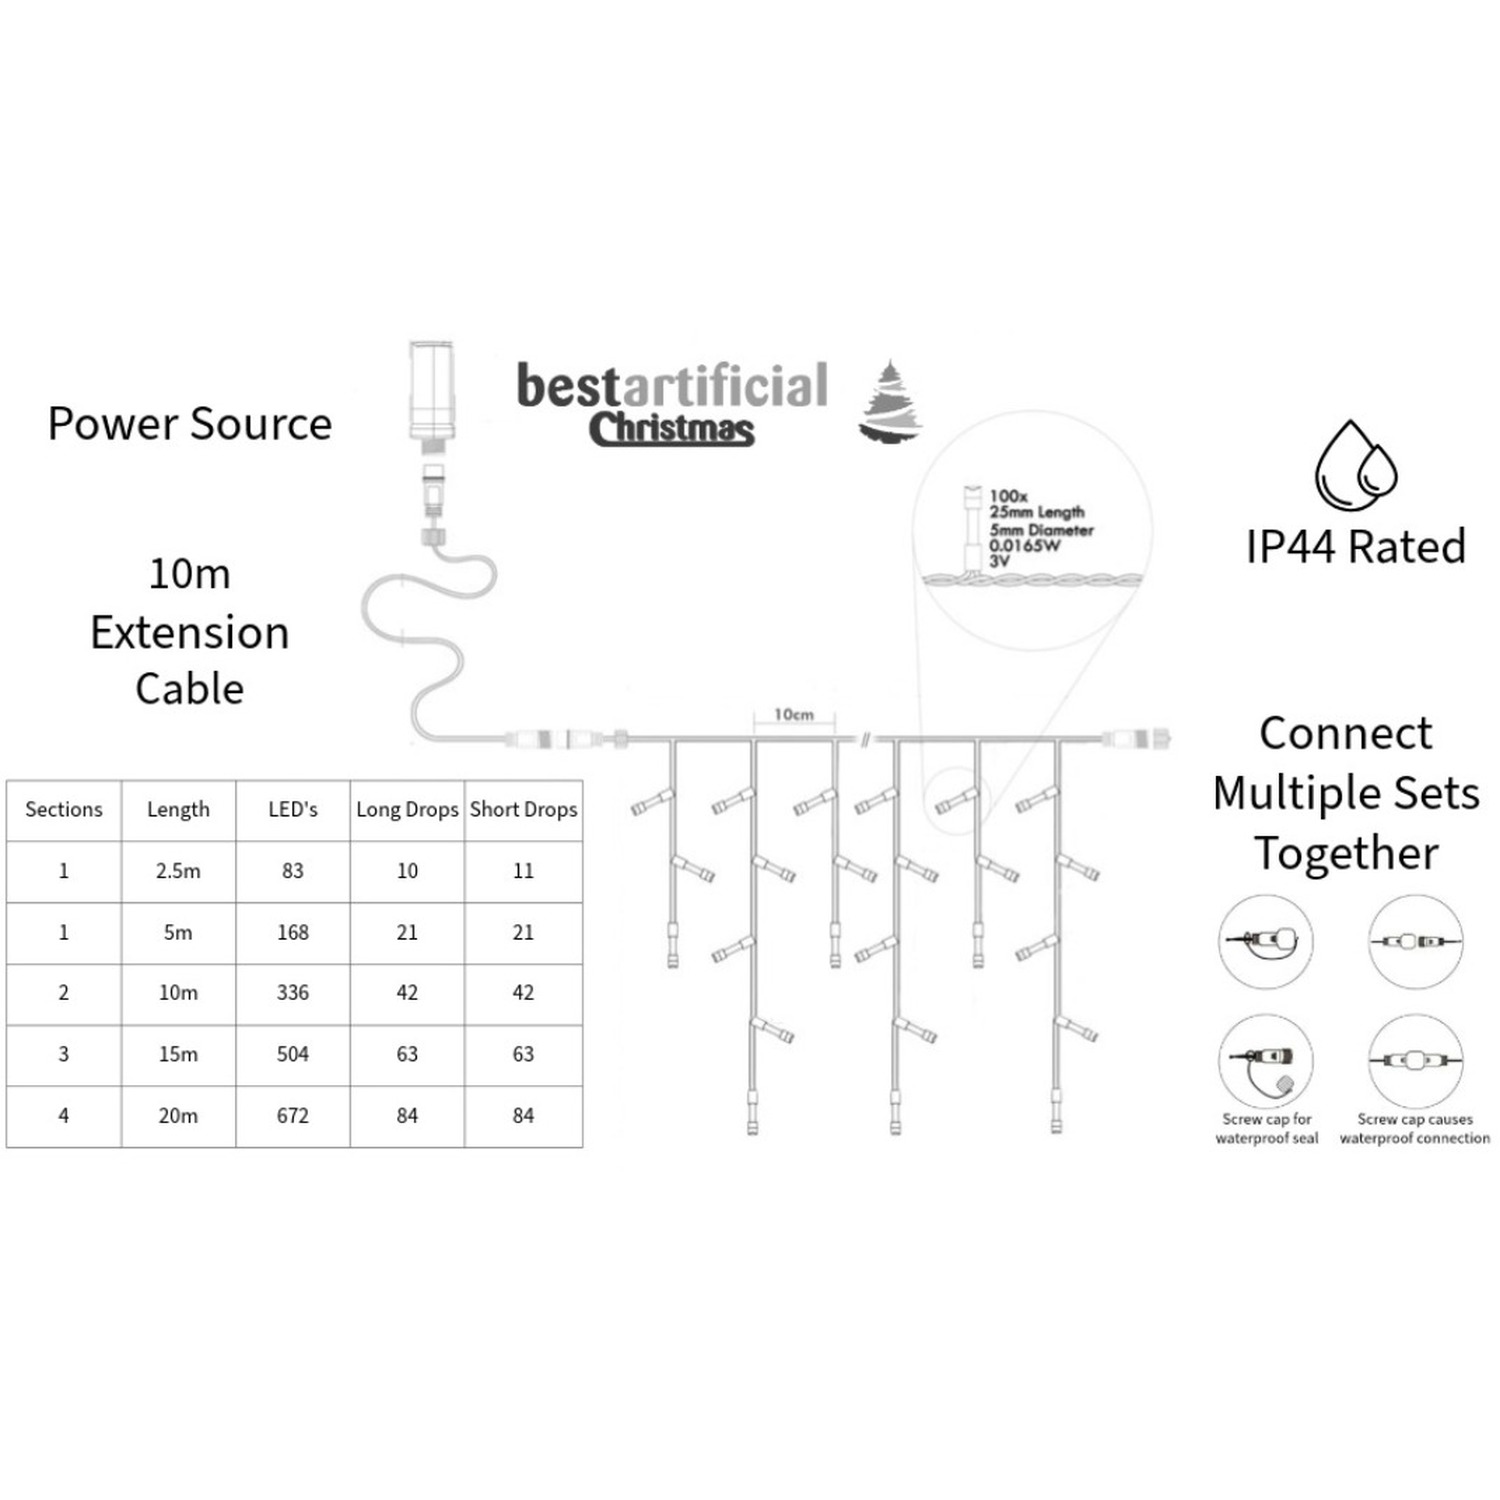 bestartificial
Christmas
Power Source
10m
Extension
Cable
100x
25mm Length
5mm Diameter
0.0165W
3V
IP44 Rated
10cm
Connect
Multiple Sets
Together
Sections Length LED's Long Drops Short Drops
1 2.5m 83 10 11
1 5m 168 21 21
2 10m 336 42 42
3 15m 504 63 63
4 20m 672 84 84
Screw cap for
waterproof seal
Screw cap causes
waterproof connection